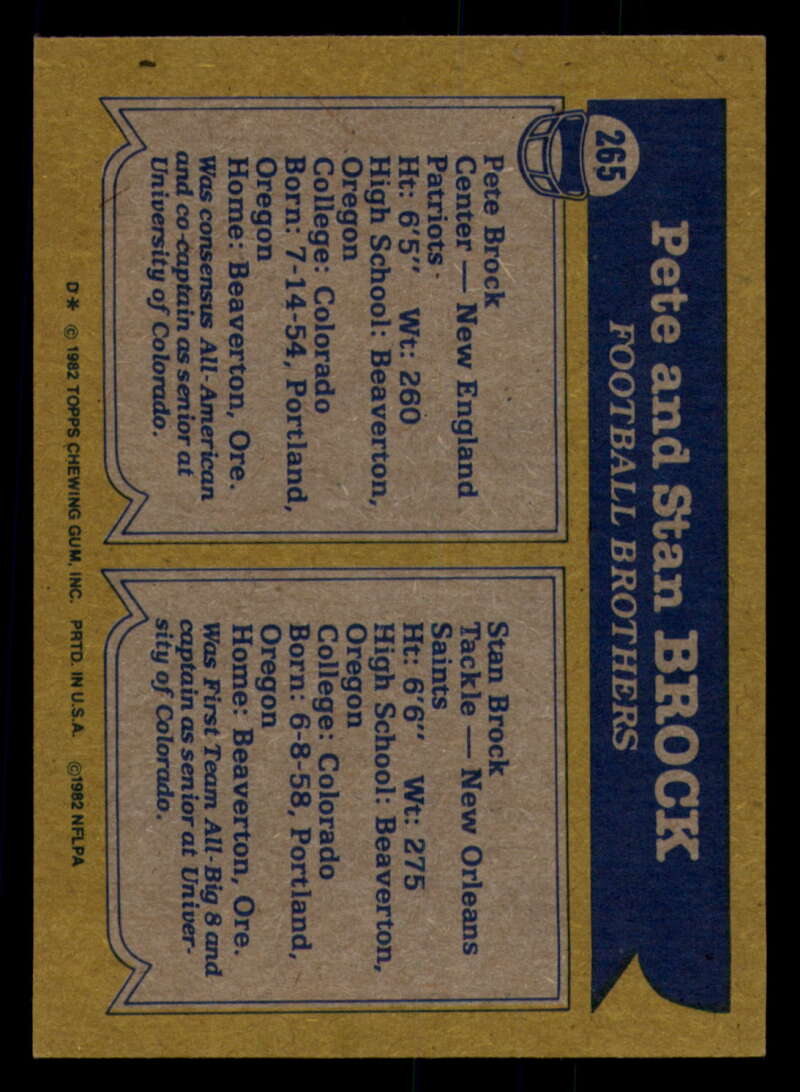 265
Pete and Stan BROCK
FOOTBALL BROTHERS
Pete Brock
Center — New England
Patriots
Ht: 6'5" Wt: 260
High School: Beaverton,
Oregon
College: Colorado
Born: 7-14-54, Portland,
Oregon
Home: Beaverton, Ore.
Was consensus All-American
and co-captain as senior at
University of Colorado.
Stan Brock
Tackle — New Orleans
Saints
Ht: 6'6" Wt: 275
High School: Beaverton,
Oregon
College: Colorado
Born: 6-8-58, Portland,
Oregon
Home: Beaverton, Ore.
Was First Team All-Big 8 and
captain as senior at Univer-
sity of Colorado.
D* © 1982 TOPPS CHEWING GUM, INC. PRTD. IN U.S.A. ©1982 NFLPA